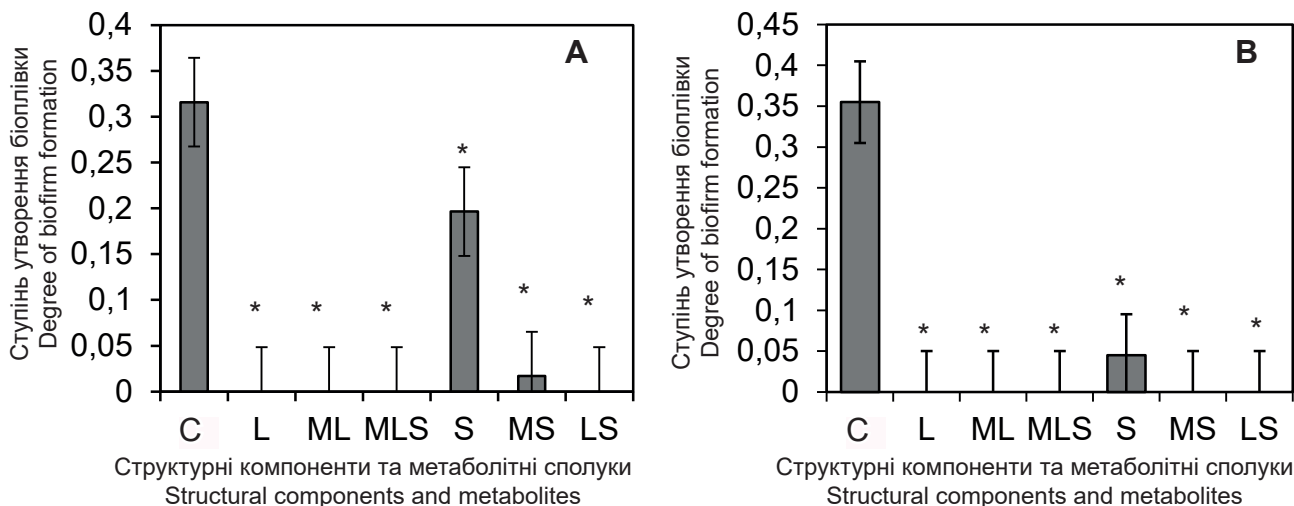 Ступінь утворення біоплівки
Degree of biofirm formation
0,4
0,35
0,3
0,25
0,2
0,15
0,1
0,05
0
A
*
*
*
*
*
*
C L ML MLS S MS LS
Структурні компоненти та метаболітні сполуки
Structural components and metabolites
Ступінь утворення біоплівки
Degree of biofirm formation
0,45
0,4
0,35
0,3
0,25
0,2
0,15
0,1
0,05
0
B
*
*
*
*
*
*
C L ML MLS S MS LS
Структурні компоненти та метаболітні сполуки
Structural components and metabolites